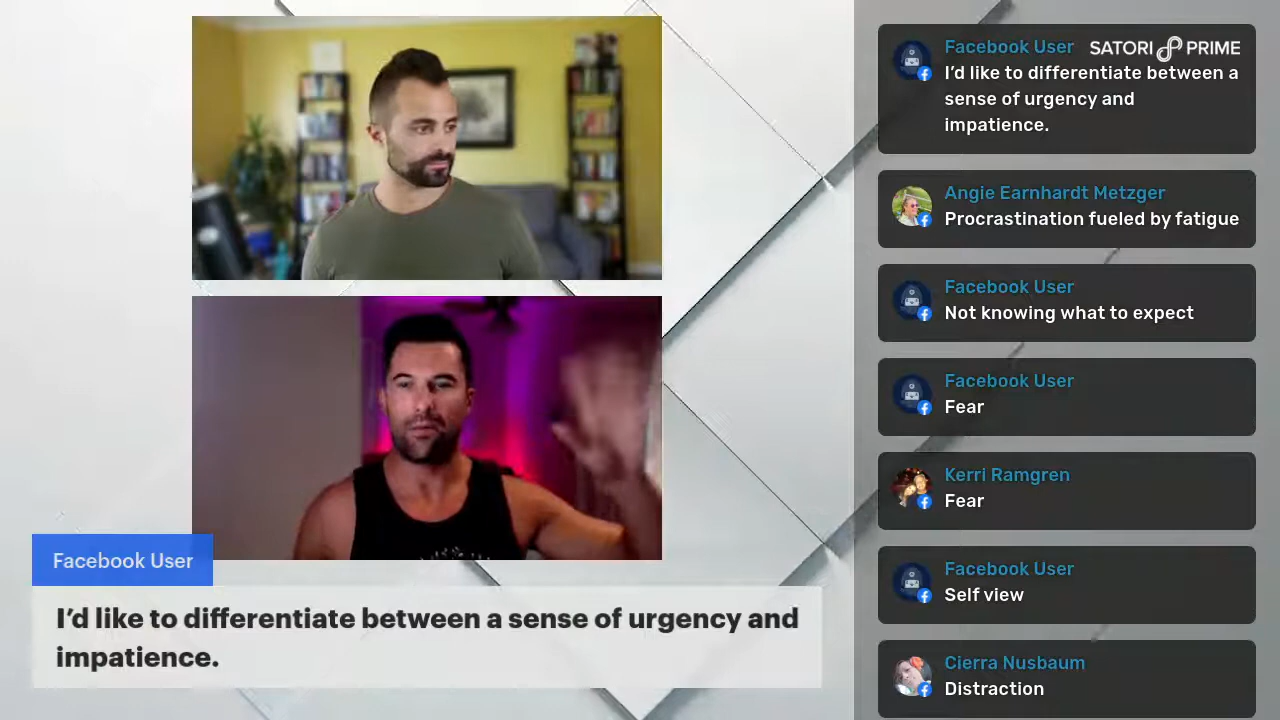 Facebook User
I’d like to differentiate between a sense of urgency and
impatience.
SATORI PRIME
Facebook User
I’d like to differentiate between a
sense of urgency and
impatience.
Angie Earnhardt Metzger
Procrastination fueled by fatigue
Facebook User
Not knowing what to expect
Facebook User
Fear
Kerri Ramgren
Fear
Facebook User
Self view
Cierra Nusbaum
Distraction